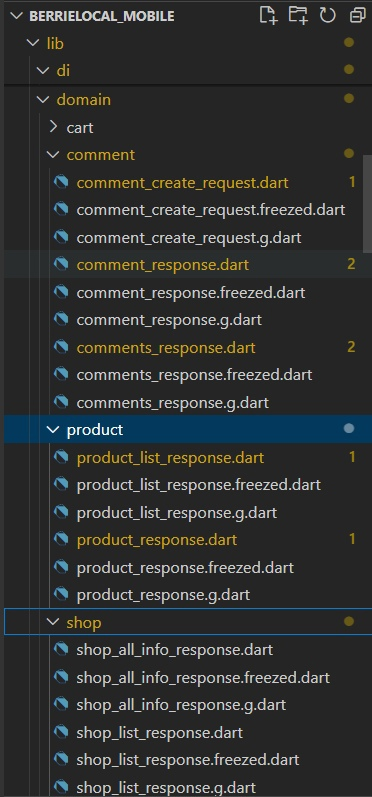 BERRIELOCAL_MOBILE
lib
di
domain
cart
comment
comment_create_request.dart 1
comment_create_request.freezed.dart
comment_create_request.g.dart
comment_response.dart 2
comment_response.freezed.dart
comment_response.g.dart
comments_response.dart 2
comments_response.freezed.dart
comments_response.g.dart
product
product_list_response.dart 1
product_list_response.freezed.dart
product_list_response.g.dart
product_response.dart 1
product_response.freezed.dart
product_response.g.dart
shop
shop_all_info_response.dart
shop_all_info_response.freezed.dart
shop_all_info_response.g.dart
shop_list_response.dart
shop_list_response.freezed.dart
shop_list_response.g.dart